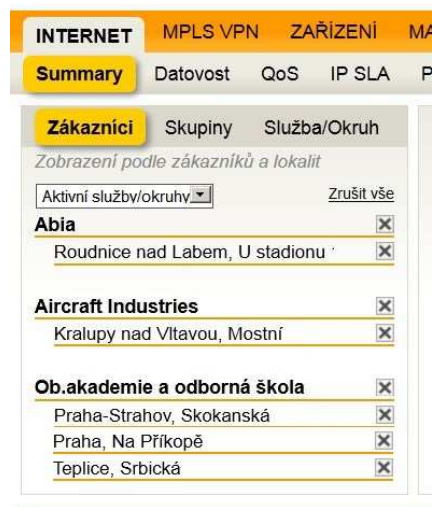 INTERNET MPLS VPN ZAŘÍZENÍ
Summary Datovost QoS IP SLA
Zákazníci Skupiny Služba/Okruh
Zobrazení podle zákazníků a lokalit
Aktivní služby/okruhy Zrušit vše
Abia
Roudnice nad Labem, U stadionu
Aircraft Industries
Kralupy nad Vltavou, Mostní
Ob.akademie a odborná škola
Praha-Strahov, Skokanská
Praha, Na Příkopě
Teplice, Srbická